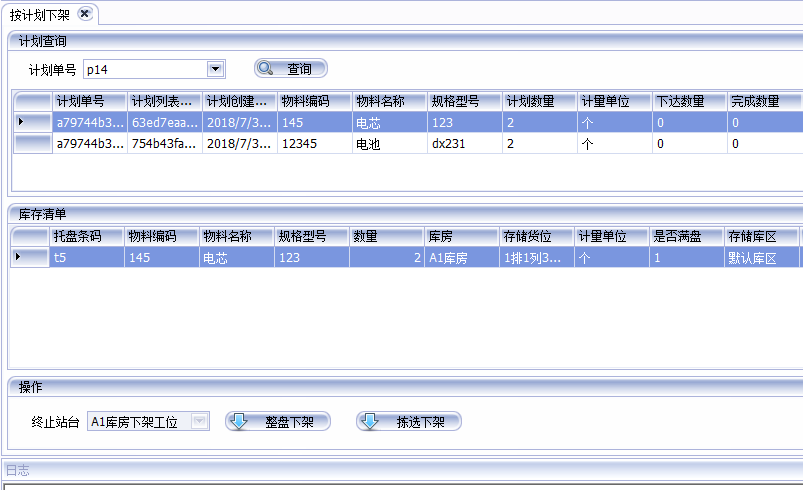 按计划下架
计划查询
计划单号 p14 查询
计划单号 计划列表... 计划创建... 物料编码 物料名称 规格型号 计划数量 计量单位 下达数量 完成数量
a79744b3... 63ed7eaa... 2018/7/3... 145 电芯 123 2 个 0 0
a79744b3... 754b43fa... 2018/7/3... 12345 电池 dx231 2 个 0 0
库存清单
托盘条码 物料编码 物料名称 规格型号 数量 库房 存储货位 计量单位 是否满盘 存储库区
t5 145 电芯 123 2 A1库房 1排1列3... 个 1 默认库区
操作
终止站台 A1库房下架工位 整盘下架 拣选下架
日志